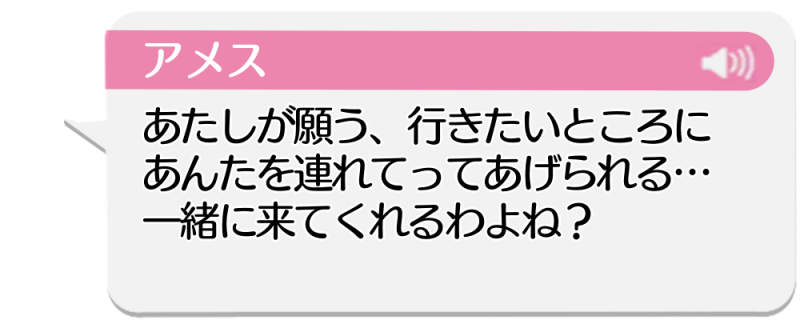 アメス
あたしが願う、行きたいところに
あんたを連れてってあげられる…
一緒に来てくれるわよね？